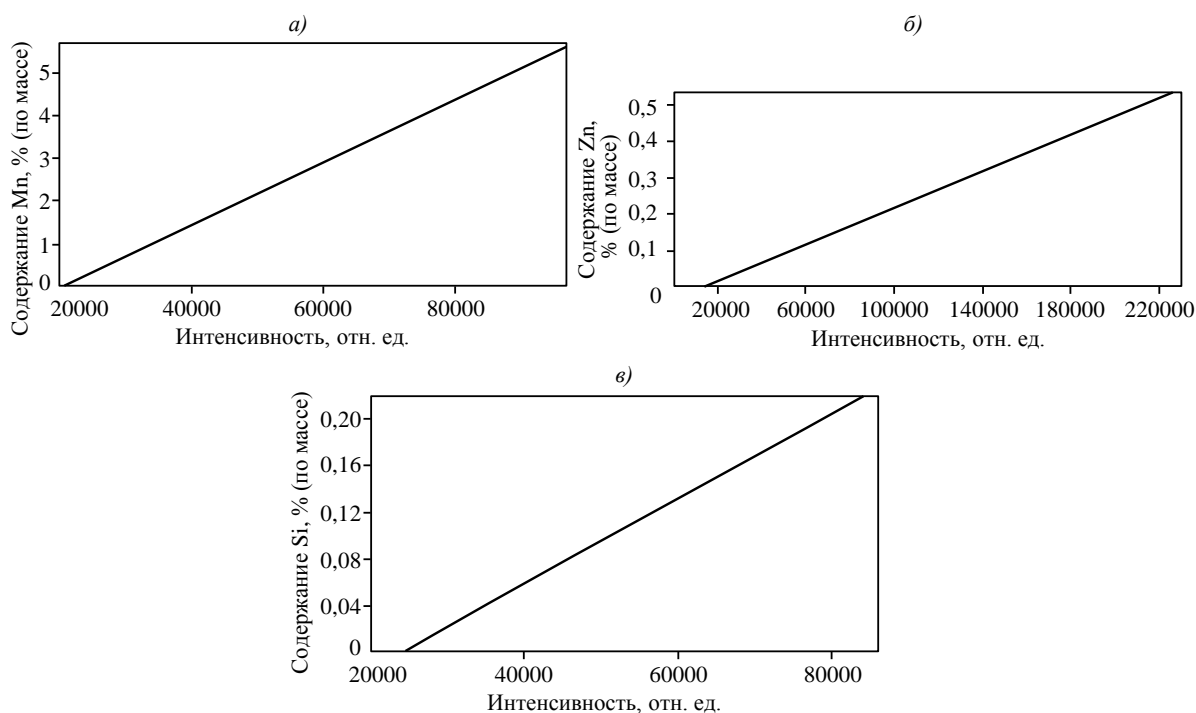 а)
Содержание Mn, % (по массе)
5
4
3
2
1
0
20000 40000 60000 80000
Интенсивность, отн. ед.
б)
Содержание Zn,
% (по массе)
0,5
0,4
0,3
0,2
0,1
0
20000 60000 100000 140000 180000 220000
Интенсивность, отн. ед.
в)
Содержание Si, % (по массе)
0,20
0,16
0,12
0,08
0,04
0
20000 40000 60000 80000
Интенсивность, отн. ед.